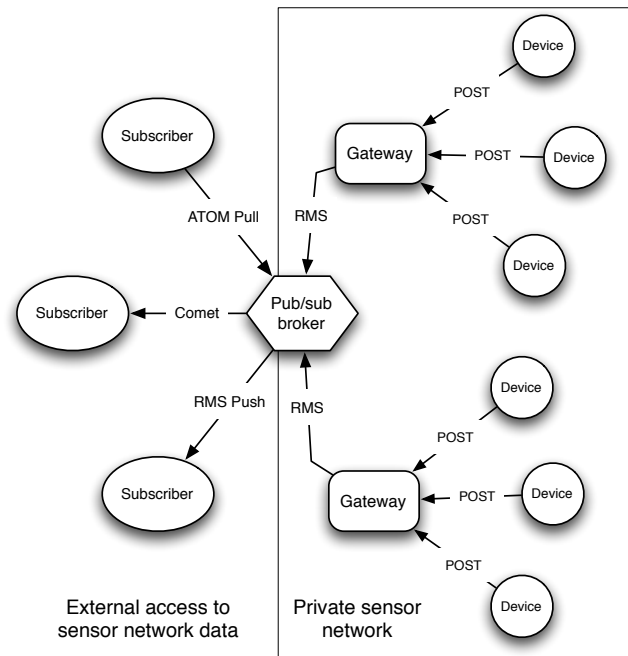 Device
POST
Subscriber
Gateway
POST
Device
ATOM Pull
RMS
POST
Device
Subscriber
Comet
Pub/sub
broker
Device
RMS Push
RMS
POST
Subscriber
Gateway
POST
Device
POST
External access to
sensor network data
Private sensor
network
Device